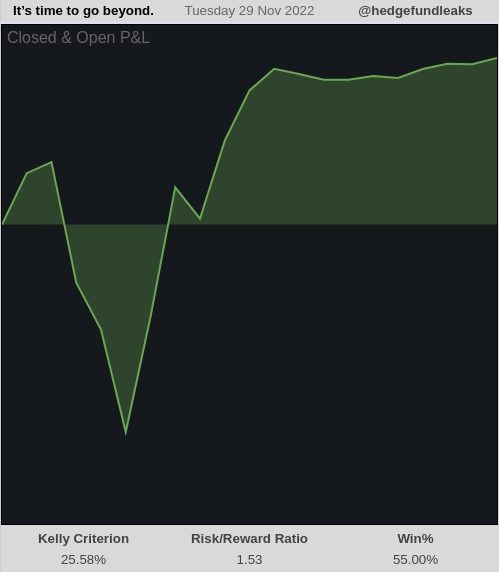 It's time to go beyond. Tuesday 29 Nov 2022 @hedgefundleaks
Closed & Open P&L
Kelly Criterion Risk/Reward Ratio Win%
25.58% 1.53 55.00%